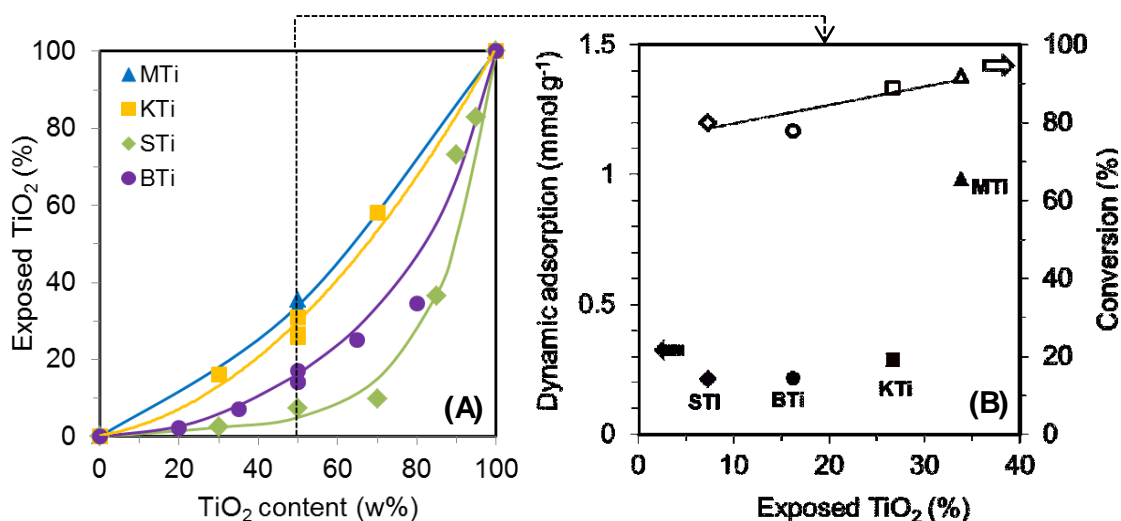 100
80
60
40
20
0
Exposed TiO₂ (%)
MTi
KTi
STi
BTi
(A)
0 20 40 60 80 100
TiO₂ content (w%)
1.5
1
0.5
0
Dynamic adsorption (mmol g⁻¹)
MTi
STi
BTi
KTi
(B)
100
80
60
40
20
0
Conversion (%)
0 10 20 30 40
Exposed TiO₂ (%)